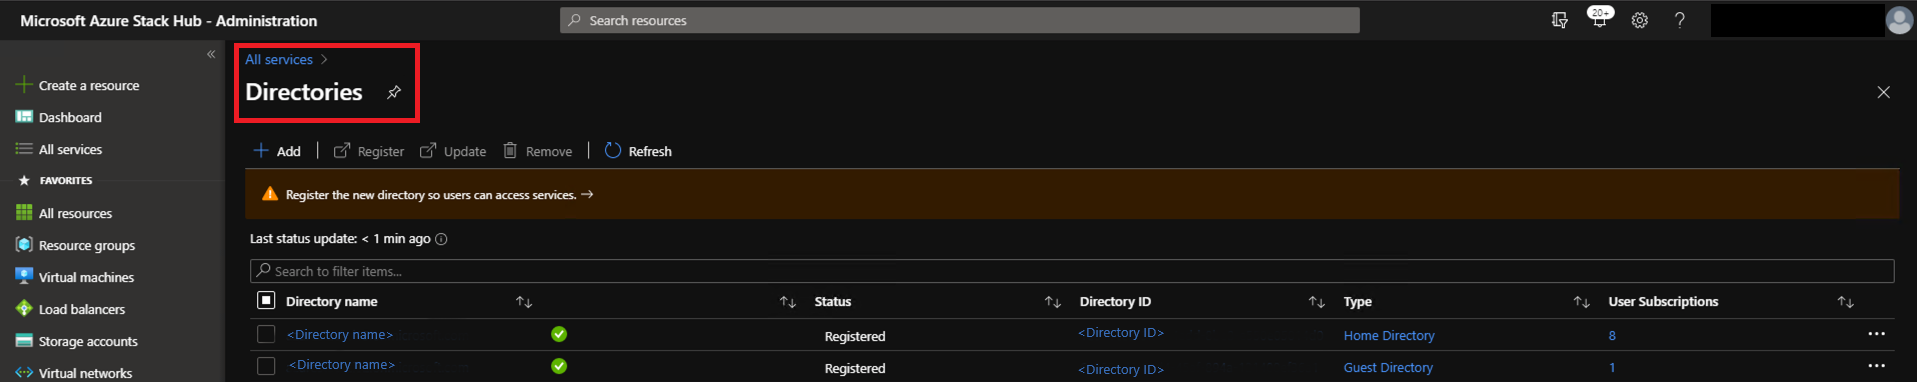 Microsoft Azure Stack Hub - Administration
Search resources
20+
?
«
All services >
Directories
Create a resource
Dashboard
All services
FAVORITES
All resources
Resource groups
Virtual machines
Load balancers
Storage accounts
Virtual networks
+ Add | Register Update Remove | Refresh
Register the new directory so users can access services. →
Last status update: < 1 min ago
Search to filter items...
Directory name ↑↓ ↑↓ Status ↑↓ Directory ID ↑↓ Type ↑↓ User Subscriptions ↑↓
<Directory name> Registered <Directory ID> Home Directory 8 ...
<Directory name> Registered <Directory ID> Guest Directory 1 ...